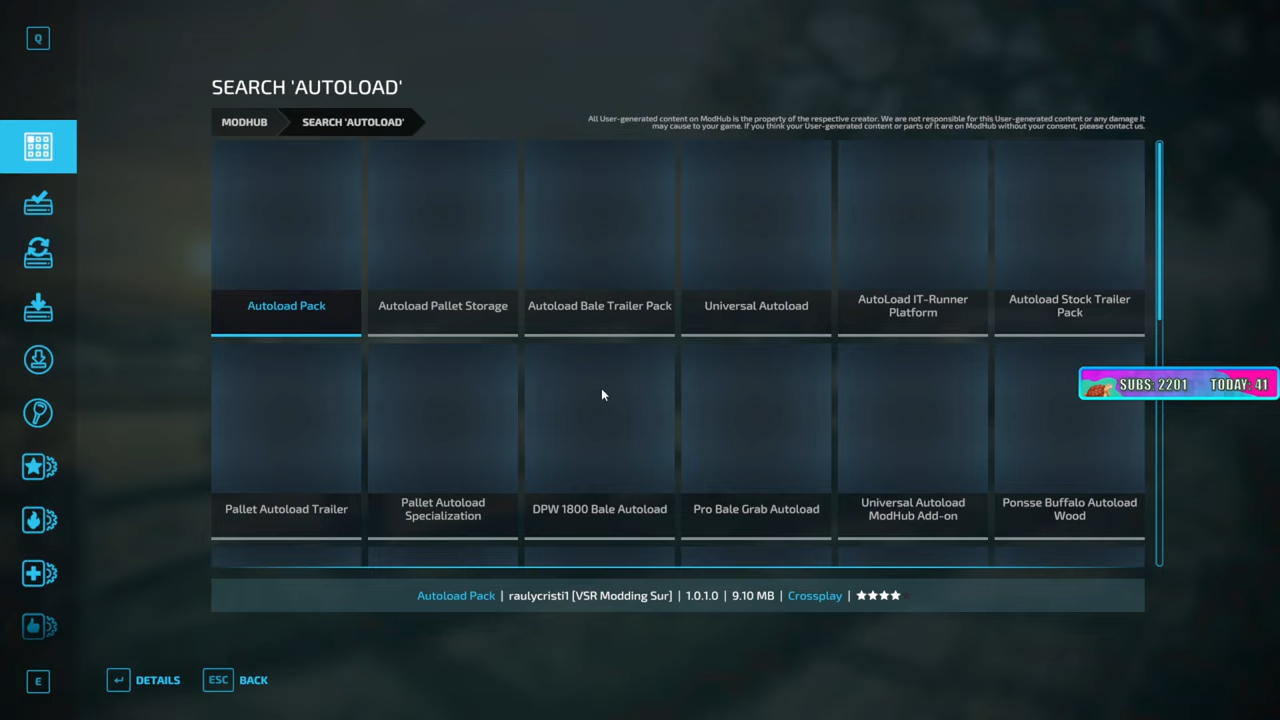 Q
SEARCH 'AUTOLOAD'
MODHUB
SEARCH 'AUTOLOAD'
All User-generated content on ModHub is the property of the respective creator. We are not responsible for this User-generated content or any damage it
may cause to your game. If you think your User-generated content or parts of it are on ModHub without your consent, please contact us.
Autoload Pack
Autoload Pallet Storage
Autoload Bale Trailer Pack
Universal Autoload
AutoLoad IT-Runner
Platform
Autoload Stock Trailer
Pack
SUBS: 2201 TODAY: 41
Pallet Autoload Trailer
Pallet Autoload
Specialization
DPW 1800 Bale Autoload
Pro Bale Grab Autoload
Universal Autoload
ModHub Add-on
Ponsse Buffalo Autoload
Wood
Autoload Pack | raulycristi1 [VSR Modding Sur] | 1.0.1.0 | 9.10 MB | Crossplay |
E
DETAILS
ESC BACK